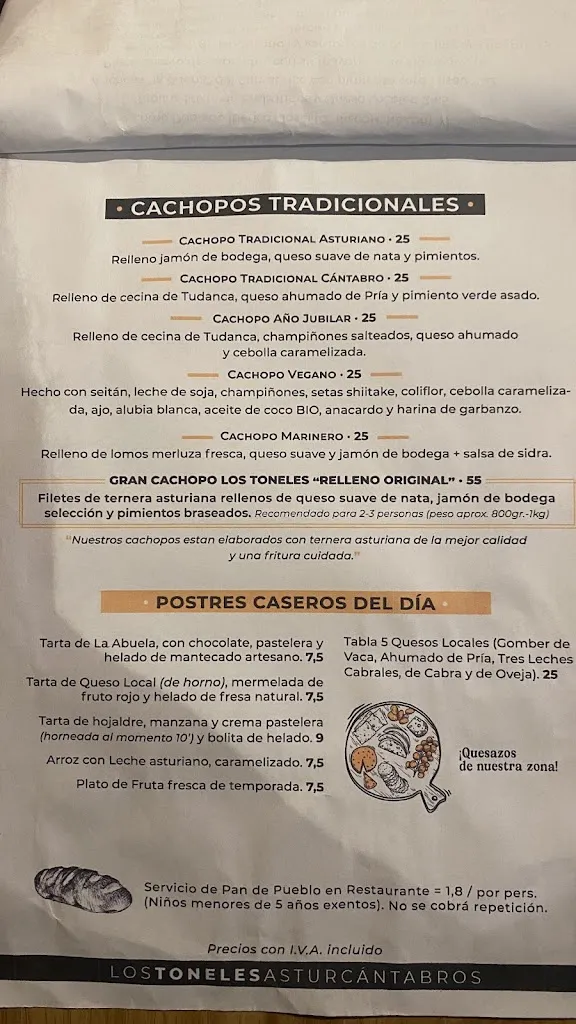 • CACHOPOS TRADICIONALES •
CACHOPO TRADICIONAL ASTURIANO • 25
Relleno jamón de bodega, queso suave de nata y pimientos.
CACHOPO TRADICIONAL CÁNTABRO • 25
Relleno de cecina de Tudanca, queso ahumado de Pría y pimiento verde asado.
CACHOPO AÑO JUBILAR • 25
Relleno de cecina de Tudanca, champiñones salteados, queso ahumado
y cebolla caramelizada.
CACHOPO VEGANO • 25
Hecho con seitán, leche de soja, champiñones, setas shiitake, coliflor, cebolla carameliza-
da, ajo, alubia blanca, aceite de coco BIO, anacardo y harina de garbanzo.
CACHOPO MARINERO • 25
Relleno de lomos merluza fresca, queso suave y jamón de bodega + salsa de sidra.
GRAN CACHOPO LOS TONELES “RELLENO ORIGINAL” • 55
Filetes de ternera asturiana rellenos de queso suave de nata, jamón de bodega
selección y pimientos braseados. Recomendado para 2-3 personas (peso aprox. 800gr.-1kg)
"Nuestros cachopos estan elaborados con ternera asturiana de la mejor calidad
y una fritura cuidada."
• POSTRES CASEROS DEL DÍA •
Tarta de La Abuela, con chocolate, pastelera y
helado de mantecado artesano. 7,5
Tarta de Queso Local (de horno), mermelada de
fruto rojo y helado de fresa natural. 7,5
Tarta de hojaldre, manzana y crema pastelera
(horneada al momento 10') y bolita de helado. 9
Arroz con Leche asturiano, caramelizado. 7,5
Plato de Fruta fresca de temporada. 7,5
Tabla 5 Quesos Locales (Gomber de
Vaca, Ahumado de Pría, Tres Leches
Cabrales, de Cabra y de Oveja). 25
¡Quesazos
de nuestra zona!
Servicio de Pan de Pueblo en Restaurante = 1,8 / por pers.
(Niños menores de 5 años exentos). No se cobrá repetición.
Precios con I.V.A. incluido
LOSTONELESASTURCÁNTABROS